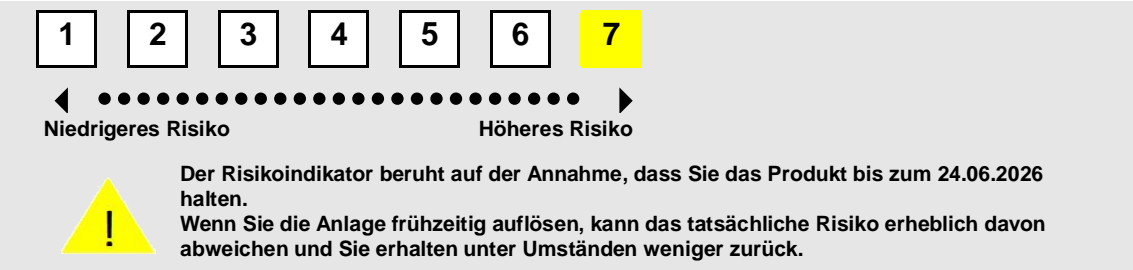 1 2 3 4 5 6 7
Niedrigeres Risiko Höheres Risiko
Der Risikoindikator beruht auf der Annahme, dass Sie das Produkt bis zum 24.06.2026
halten.
! Wenn Sie die Anlage frühzeitig auflösen, kann das tatsächliche Risiko erheblich davon
abweichen und Sie erhalten unter Umständen weniger zurück.